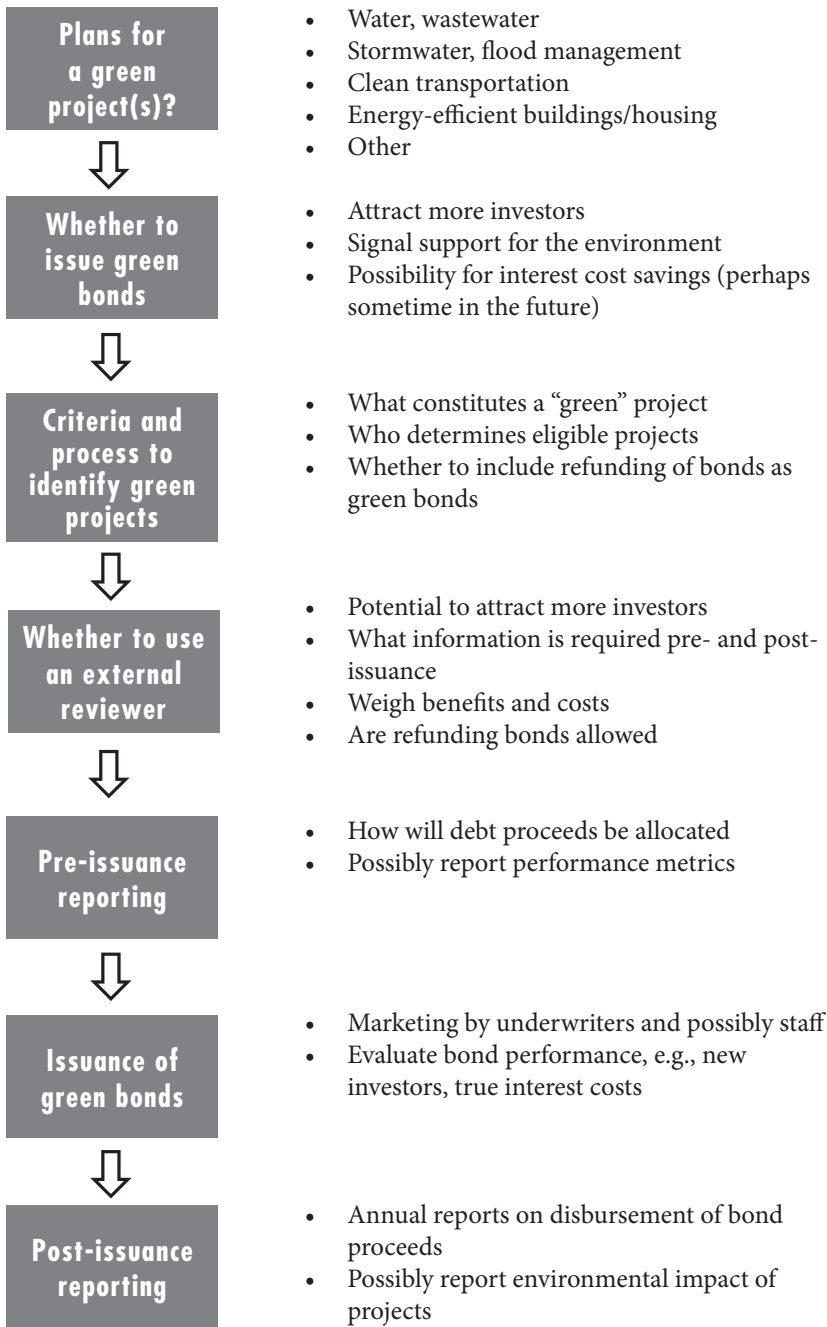 Plans for
a green
project(s)?
• Water, wastewater
• Stormwater, flood management
• Clean transportation
• Energy-efficient buildings/housing
• Other
Whether to
issue green
bonds
• Attract more investors
• Signal support for the environment
• Possibility for interest cost savings (perhaps
sometime in the future)
Criteria and
process to
identify green
projects
• What constitutes a “green” project
• Who determines eligible projects
• Whether to include refunding of bonds as
green bonds
Whether to use
an external
reviewer
• Potential to attract more investors
• What information is required pre- and post-
issuance
• Weigh benefits and costs
• Are refunding bonds allowed
Pre-issuance
reporting
• How will debt proceeds be allocated
• Possibly report performance metrics
Issuance of
green bonds
• Marketing by underwriters and possibly staff
• Evaluate bond performance, e.g., new
investors, true interest costs
Post-issuance
reporting
• Annual reports on disbursement of bond
proceeds
• Possibly report environmental impact of
projects